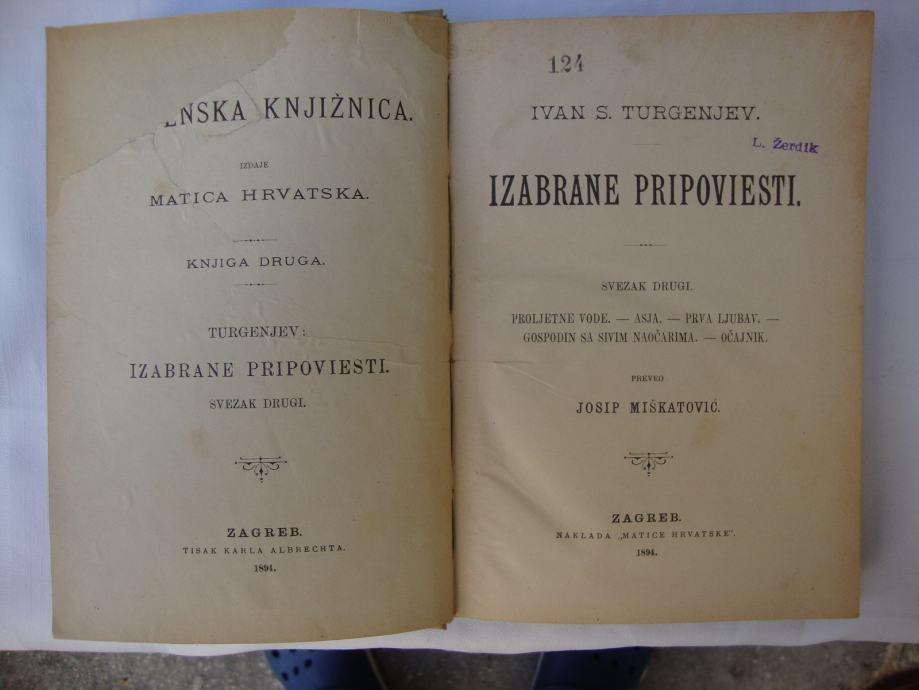 KNJIŽNICA.
IZDAJE
MATICA HRVATSKA.
KNJIGA DRUGA.
TURGENJEV:
IZABRANE PRIPOVIESTI.
SVEZAK DRUGI.
ZAGREB.
TISAK KARLA ALBRECHTA.
1894.
124
IVAN S. TURGENJEV.
L. Žerdik
IZABRANE PRIPOVIESTI.
SVEZAK DRUGI.
PROLJETNE VODE. — ASJA. — PRVA LJUBAV. —
GOSPODIN SA SIVIM NAOČARIMA. — OČAJNIK.
PREVEO
JOSIP MIŠKATOVIĆ.
ZAGREB.
NAKLADA „MATICE HRVATSKE".
1894.